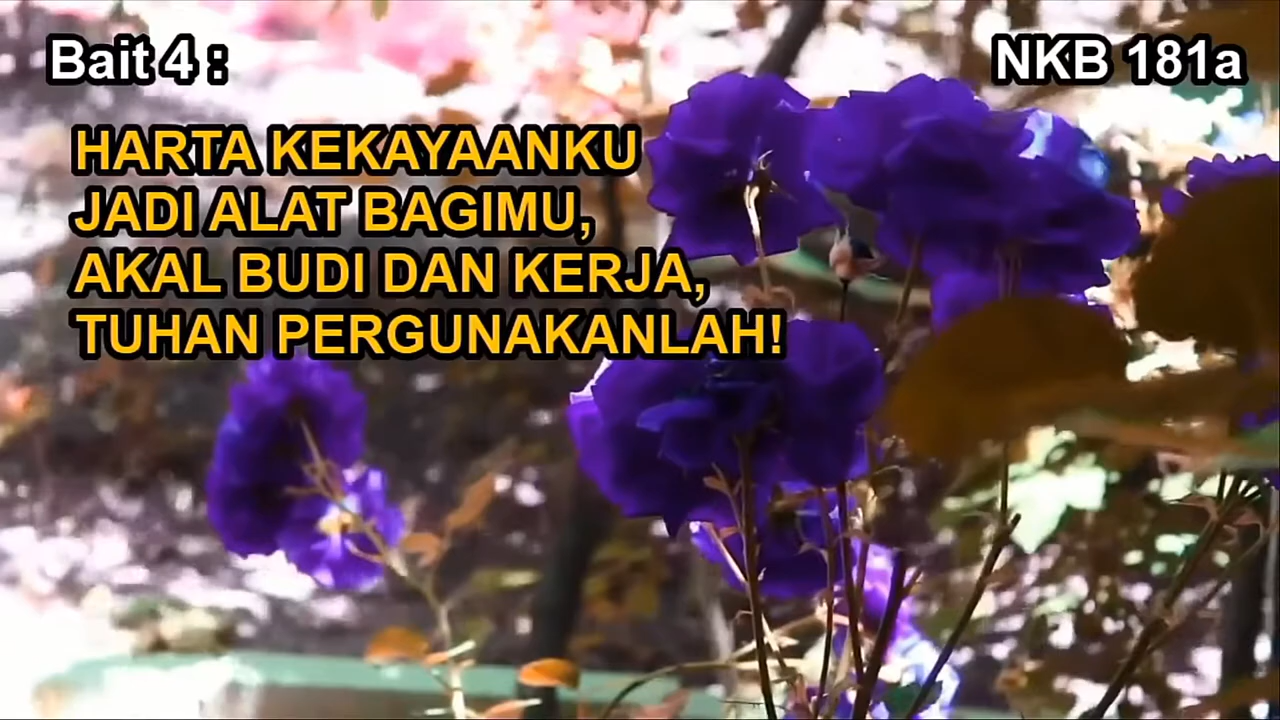 Bait 4 :
NKB 181a
HARTA KEKAYAANKU
JADI ALAT BAGIMU,
AKAL BUDI DAN KERJA,
TUHAN PERGUNAKANLAH!